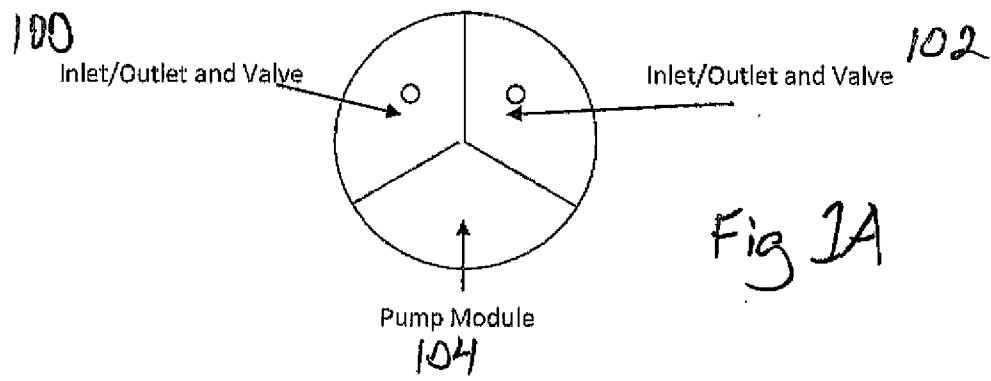 100
Inlet/Outlet and Valve
102
Inlet/Outlet and Valve
Fig 1A
Pump Module
104